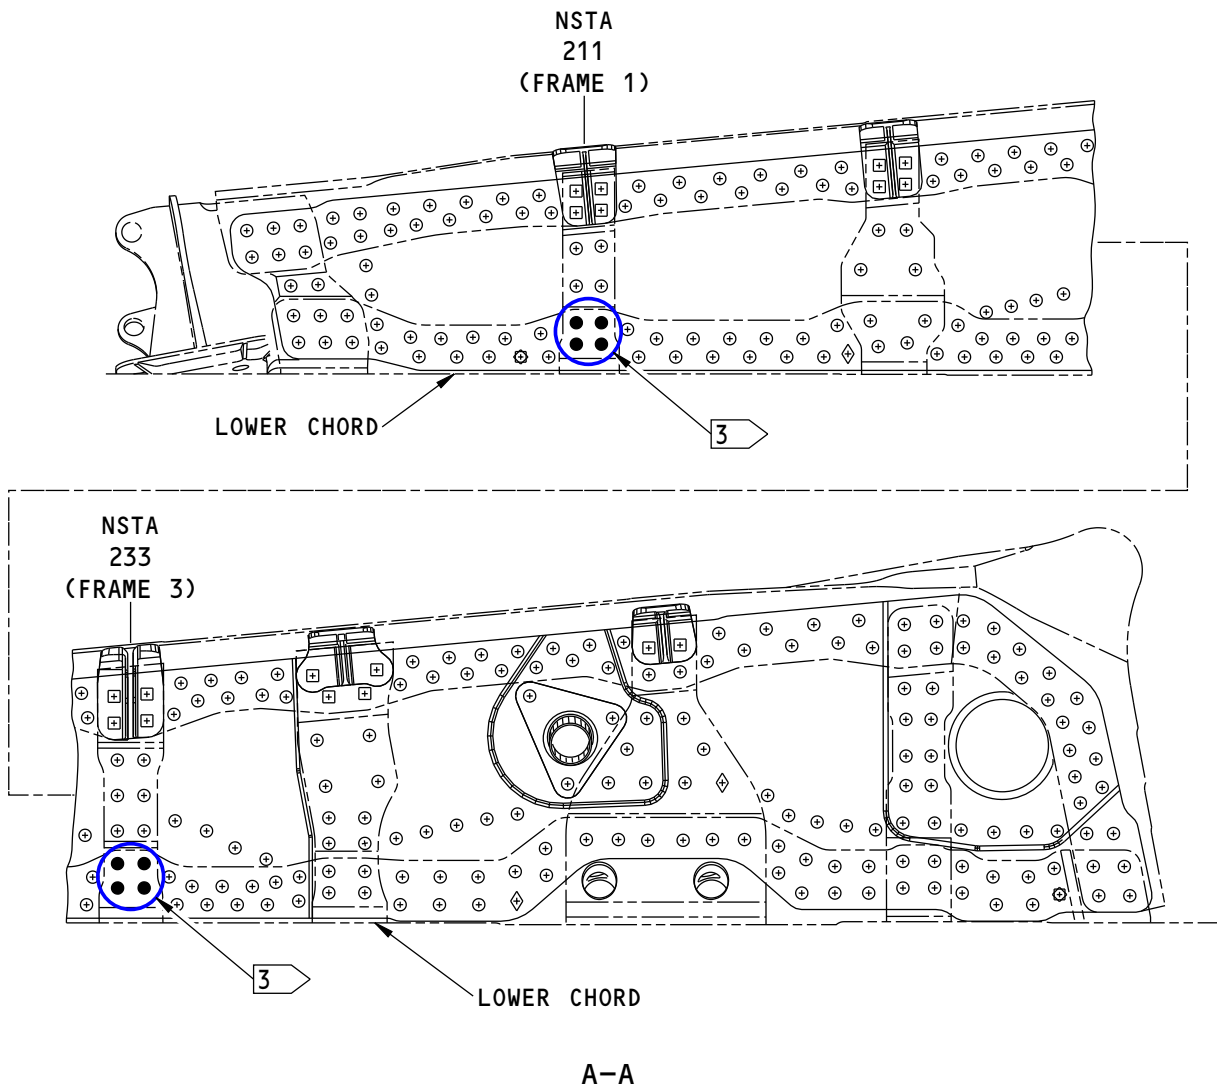 NSTA
211
(FRAME 1)
LOWER CHORD
3
NSTA
233
(FRAME 3)
3
LOWER CHORD
A-A